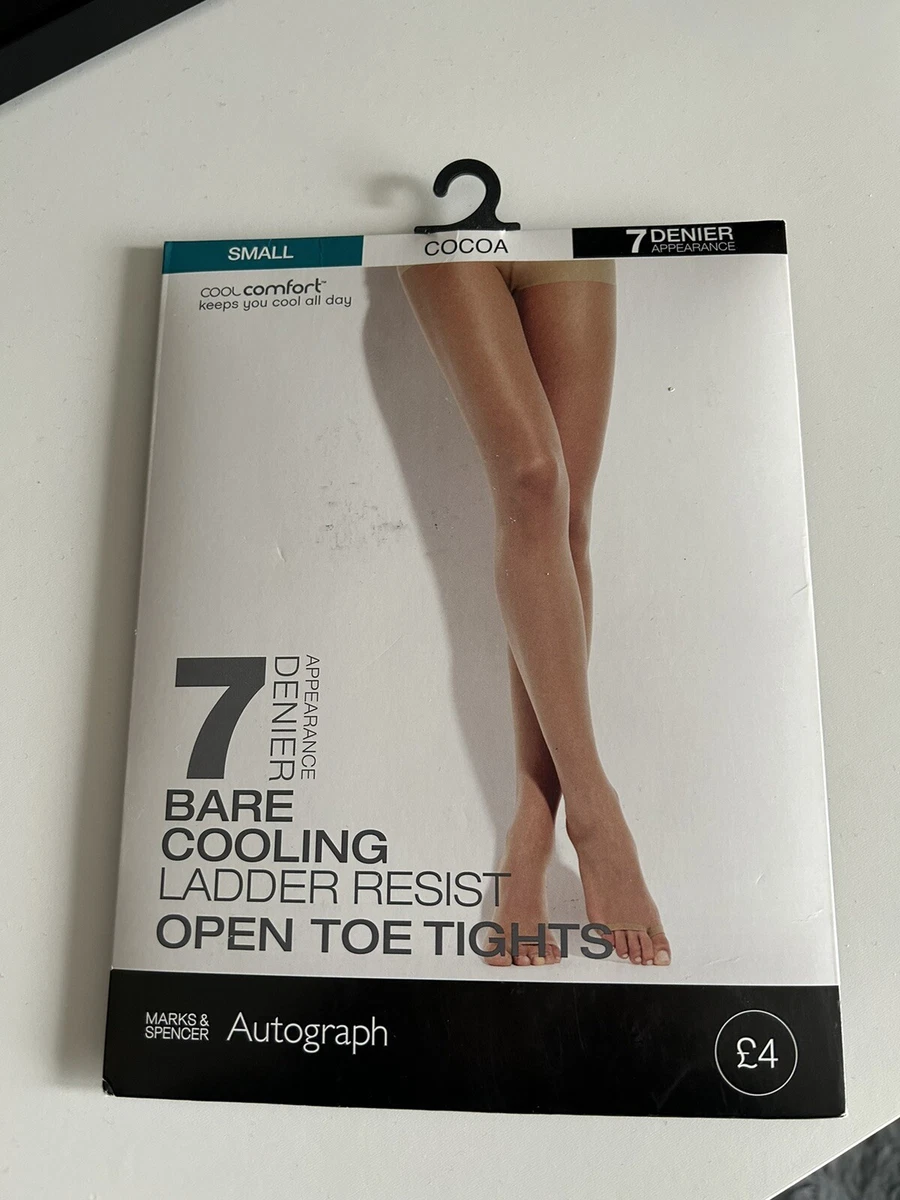 SMALL
COCOA
7 DENIER
APPEARANCE
COOL comfort™
keeps you cool all day
7
DENIER
APPEARANCE
BARE
COOLING
LADDER RESIST
OPEN TOE TIGHTS
MARKS &
SPENCER
Autograph
£4